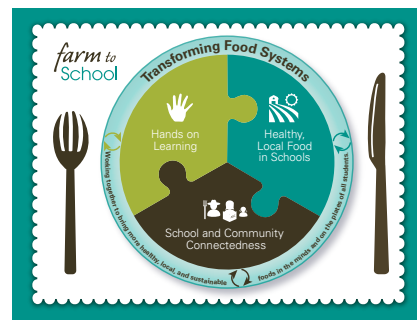 farm to
School
Transforming Food Systems
Hands on
Learning
Healthy,
Local Food
in Schools
School and Community
Connectedness
Working together to bring more healthy, local, and sustainable
foods in the minds and on the plates of all students.